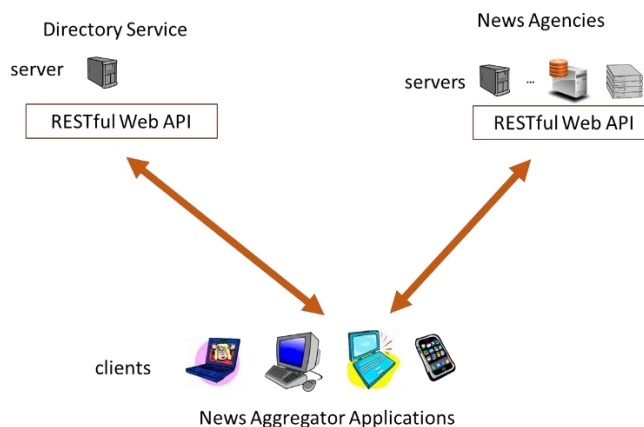 Directory Service
News Agencies
server
servers
...
RESTful Web API
RESTful Web API
clients
News Aggregator Applications